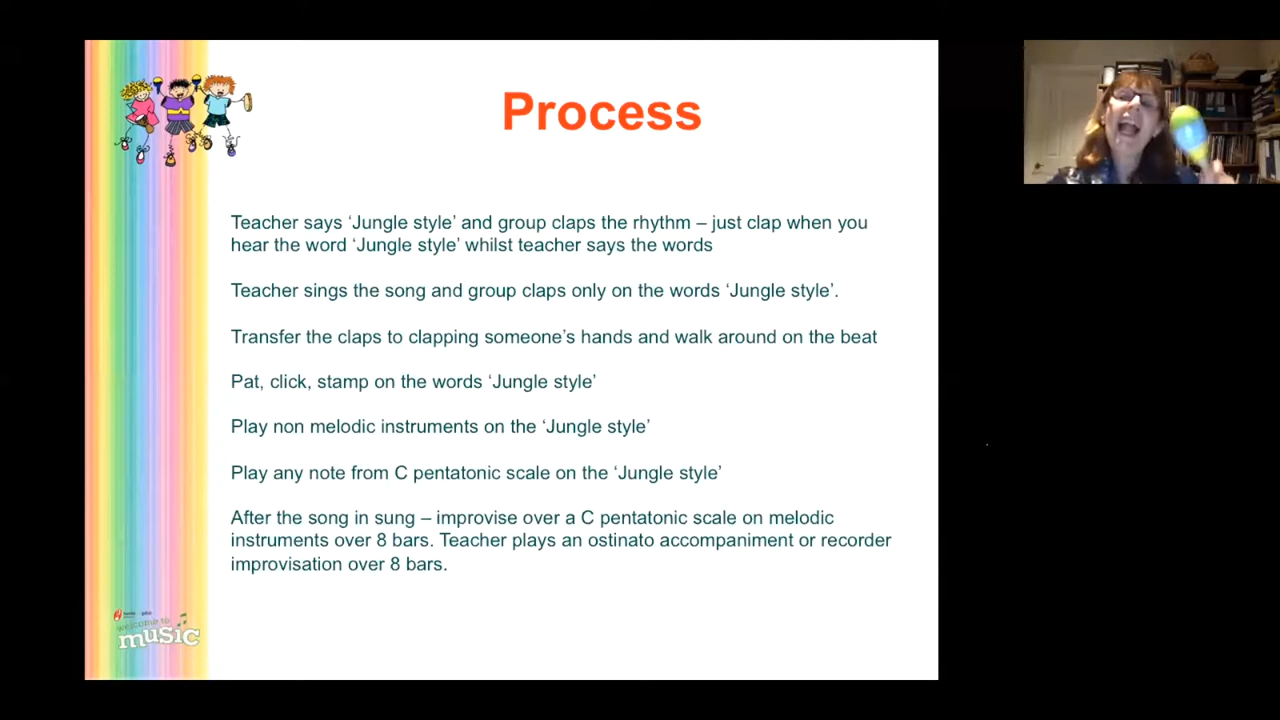 Process
Teacher says ‘Jungle style’ and group claps the rhythm – just clap when you
hear the word ‘Jungle style’ whilst teacher says the words
Teacher sings the song and group claps only on the words ‘Jungle style’.
Transfer the claps to clapping someone’s hands and walk around on the beat
Pat, click, stamp on the words ‘Jungle style’
Play non melodic instruments on the ‘Jungle style’
Play any note from C pentatonic scale on the ‘Jungle style’
After the song in sung – improvise over a C pentatonic scale on melodic
instruments over 8 bars. Teacher plays an ostinato accompaniment or recorder
improvisation over 8 bars.
welcome to
music